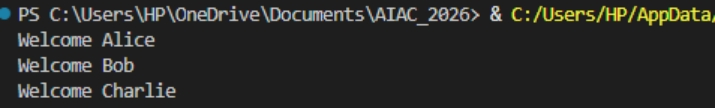 PS C:\Users\HP\OneDrive\Documents\AIAC_2026> & C:/Users/HP/AppData/
Welcome Alice
Welcome Bob
Welcome Charlie